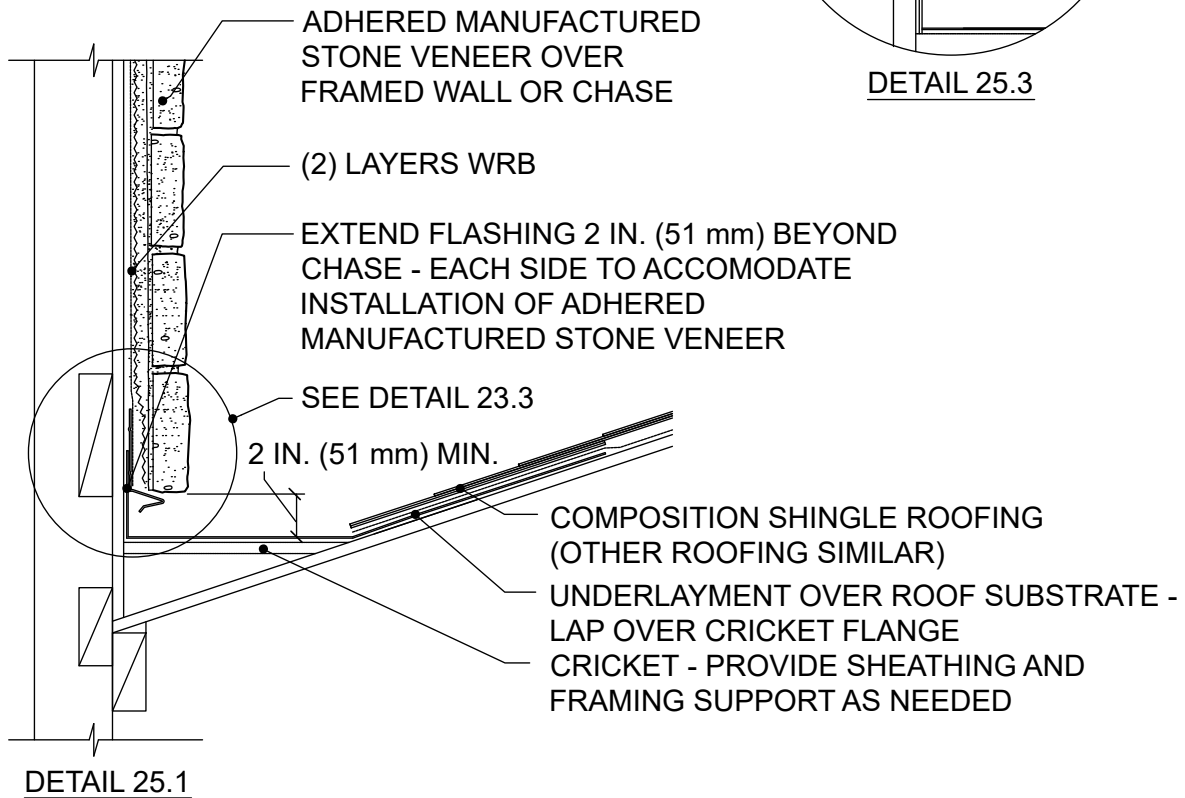 ADHERED MANUFACTURED
STONE VENEER OVER
FRAMED WALL OR CHASE
DETAIL 25.3
(2) LAYERS WRB
EXTEND FLASHING 2 IN. (51 mm) BEYOND
CHASE - EACH SIDE TO ACCOMODATE
INSTALLATION OF ADHERED
MANUFACTURED STONE VENEER
SEE DETAIL 23.3
2 IN. (51 mm) MIN.
COMPOSITION SHINGLE ROOFING
(OTHER ROOFING SIMILAR)
UNDERLAYMENT OVER ROOF SUBSTRATE -
LAP OVER CRICKET FLANGE
CRICKET - PROVIDE SHEATHING AND
FRAMING SUPPORT AS NEEDED
DETAIL 25.1